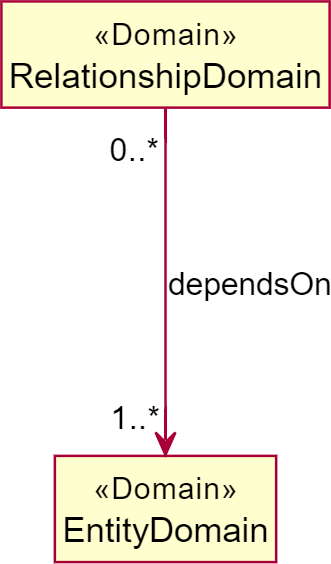 «Domain»
RelationshipDomain
0..*
dependsOn
1..*
«Domain»
EntityDomain